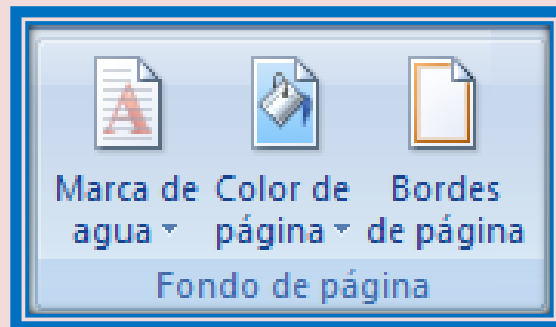 Marca de agua
Color de página
Bordes de página
Fondo de página